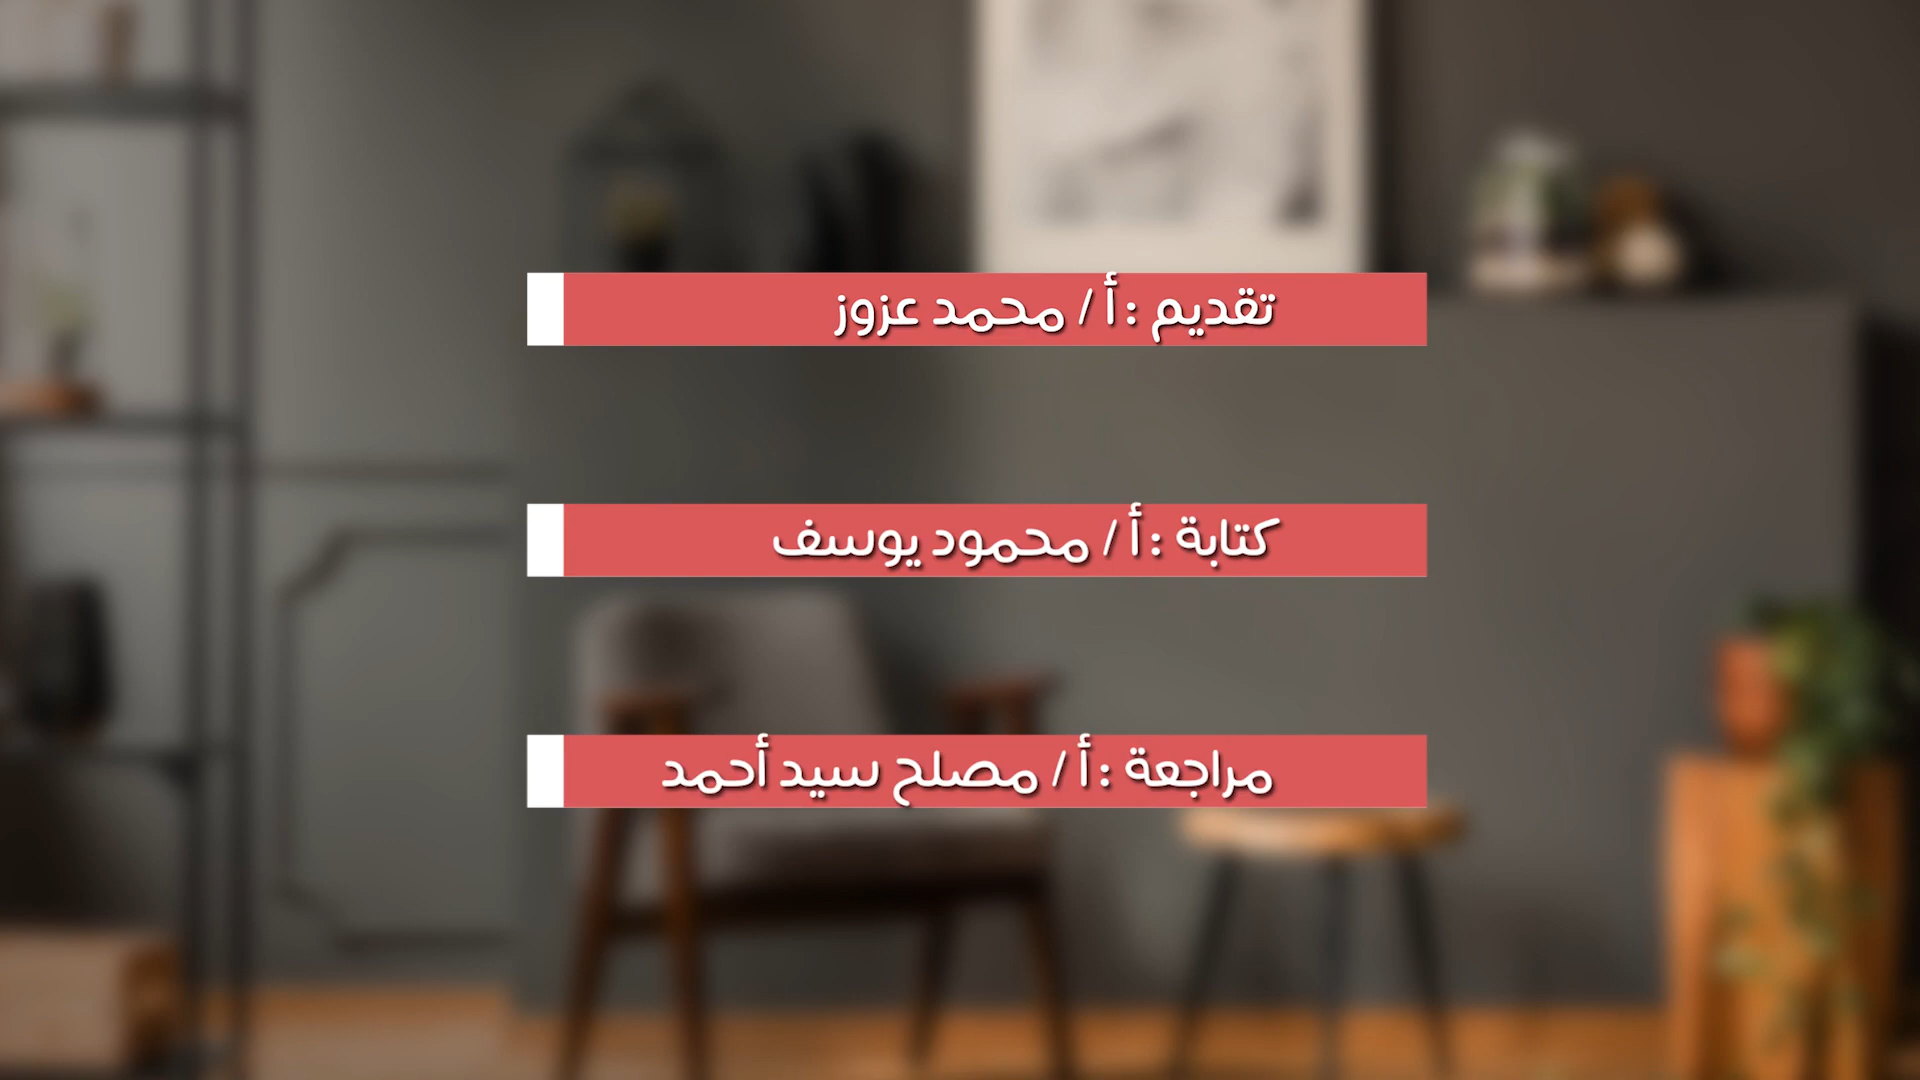 تقديم : أ / محمد عزوز
كتابة : أ / محمود يوسف
مراجعة : أ / مصلح سيد أحمد